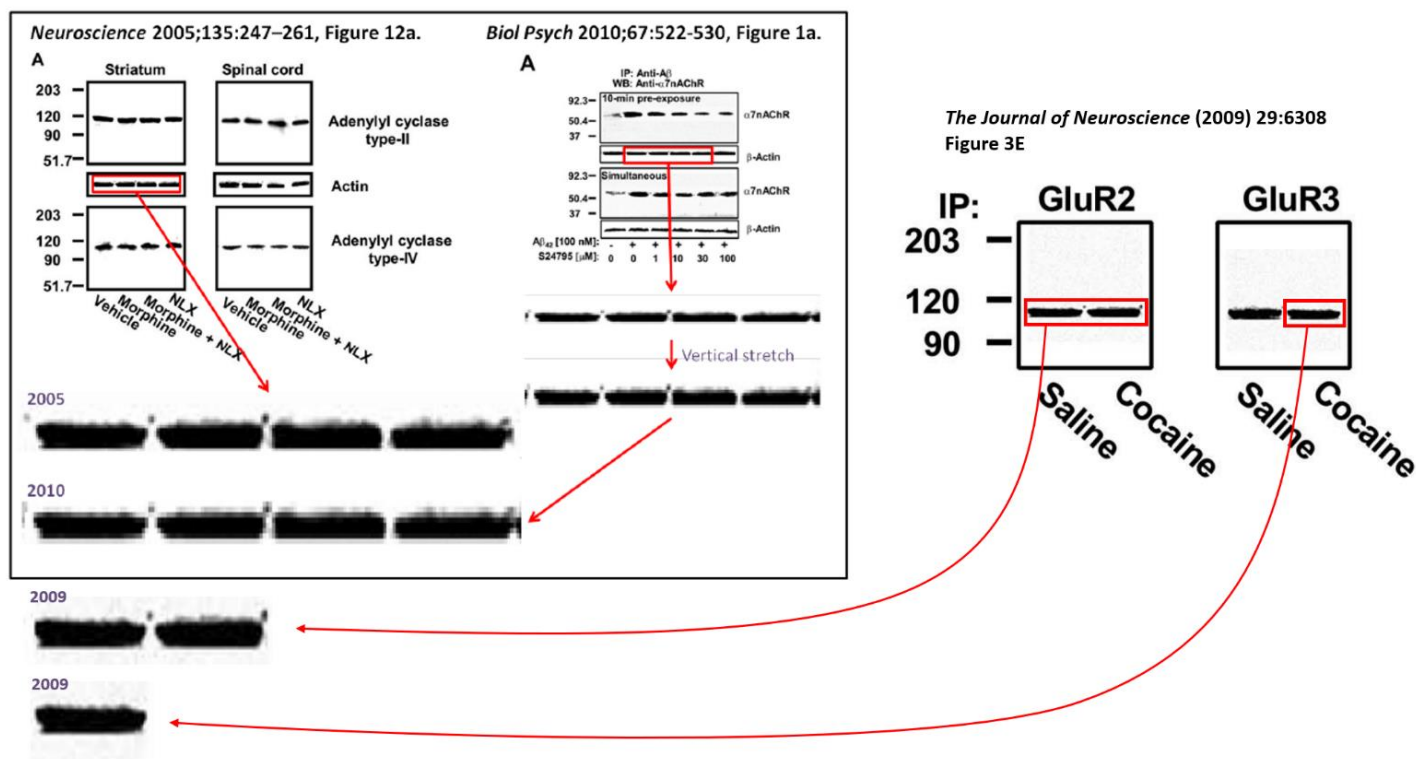 Neuroscience 2005;135:247–261, Figure 12a.
A
Striatum
Spinal cord
203
120
90
51.7
Adenylyl cyclase
type-II
Actin
203
120
90
51.7
Adenylyl cyclase
type-IV
Vehicle
Morphine
Morphine + NLX
NLX
Vehicle
Morphine
Morphine + NLX
NLX
Biol Psych 2010;67:522-530, Figure 1a.
A
IP: Anti-Aβ
WB: Anti-α7nAChR
92.3
50.4
37
10-min pre-exposure
α7nAChR
β-Actin
92.3
50.4
37
Simultaneous
α7nAChR
β-Actin
Aβ42 [100 nM]: - + + + + +
S24795 [μM]: 0 0 1 10 30 100
Vertical stretch
2005
2010
2009
2009
The Journal of Neuroscience (2009) 29:6308
Figure 3E
IP: GluR2 GluR3
203
120
90
Saline
Cocaine
Saline
Cocaine